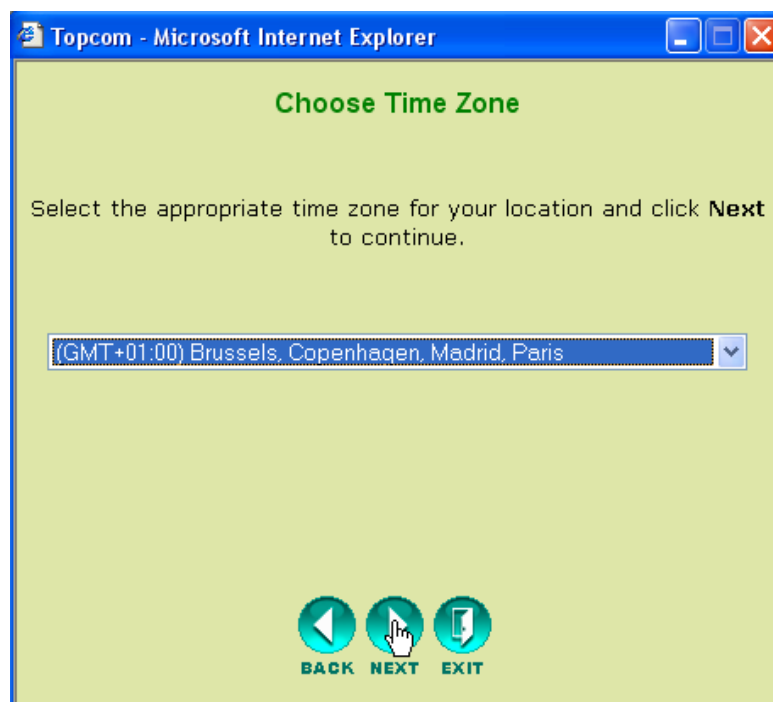 Topcom - Microsoft Internet Explorer
Choose Time Zone
Select the appropriate time zone for your location and click Next
to continue.
(GMT+01:00) Brussels, Copenhagen, Madrid, Paris
BACK NEXT EXIT